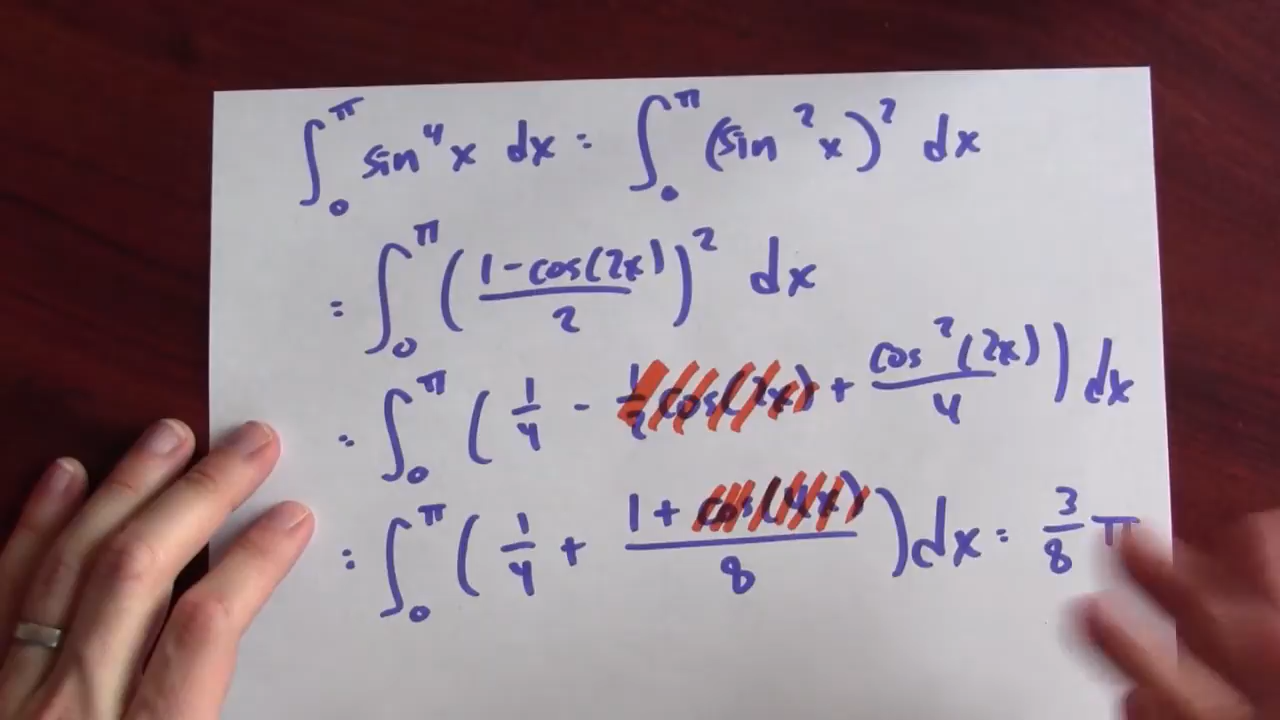 ∫₀^π sin⁴x dx = ∫₀^π (sin²x)² dx
= ∫₀^π ((1-cos(2x))/2)² dx
= ∫₀^π (1/4 - 1/2 cos(2x) + cos²(2x)/4) dx
= ∫₀^π (1/4 + (1+cos(4x))/8) dx = 3/8 π